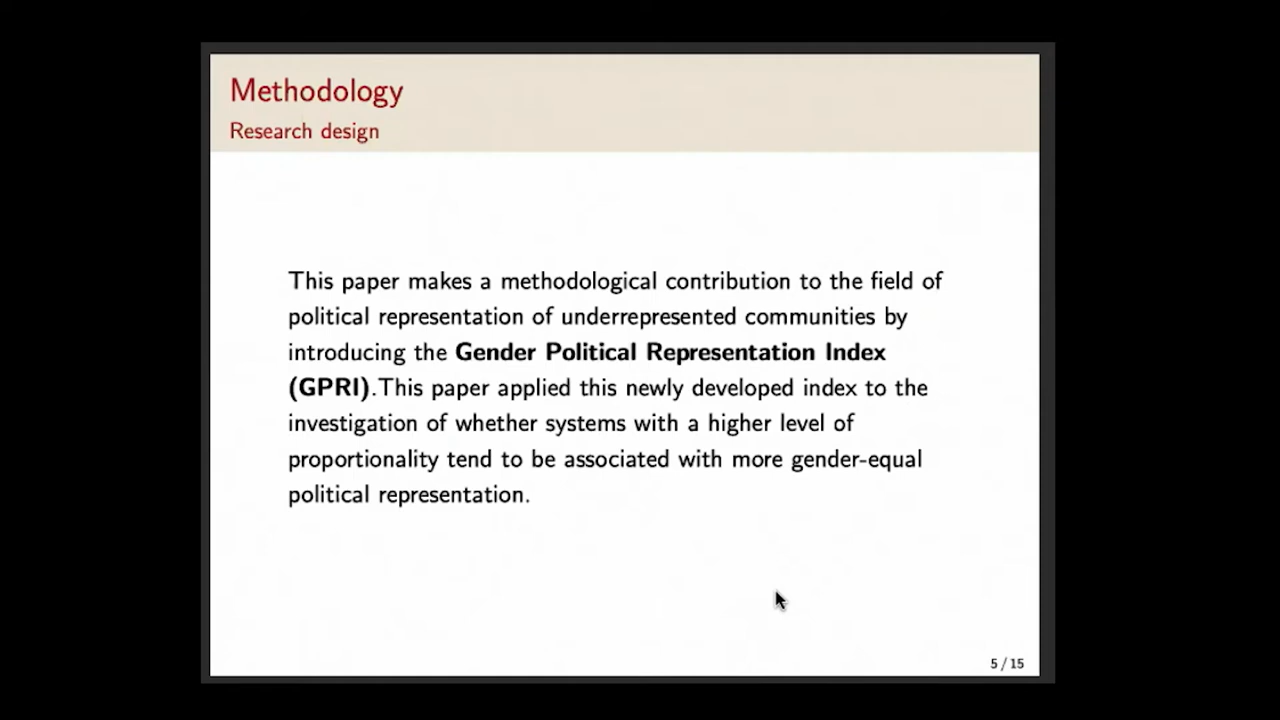 Methodology
Research design
This paper makes a methodological contribution to the field of
political representation of underrepresented communities by
introducing the Gender Political Representation Index
(GPRI).This paper applied this newly developed index to the
investigation of whether systems with a higher level of
proportionality tend to be associated with more gender-equal
political representation.
5 / 15